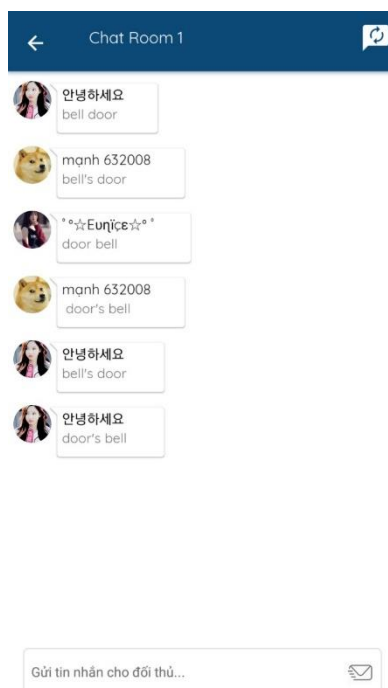 Chat Room 1
안녕하세요
bell door
mạnh 632008
bell's door
˚°☆Eυηïçε☆°˚
door bell
mạnh 632008
door's bell
안녕하세요
bell's door
안녕하세요
door's bell
Gửi tin nhắn cho đối thủ...